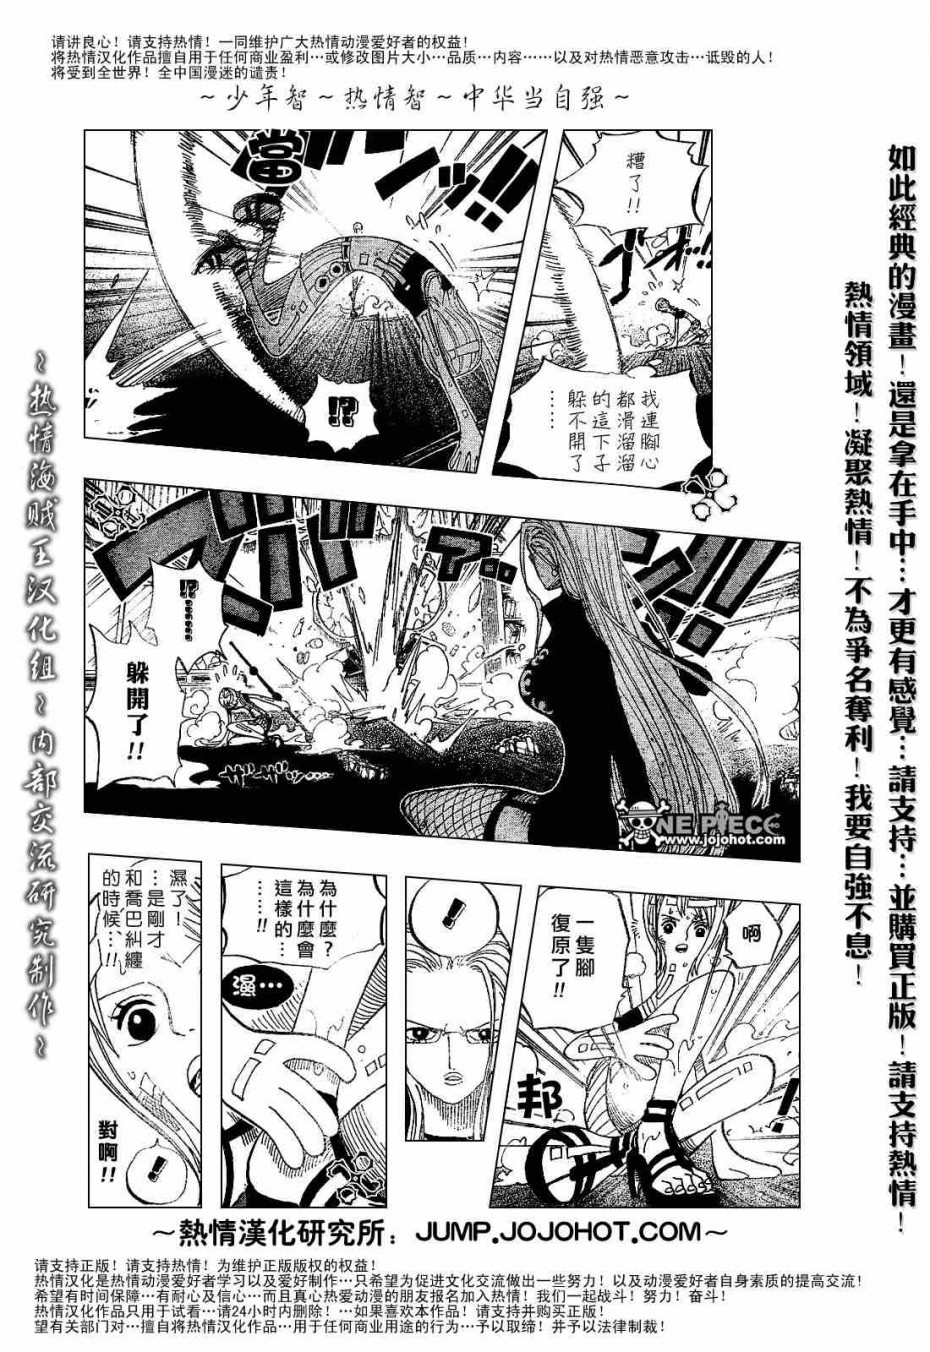 请讲良心！请支持热情！一同维护广大热情动漫爱好者的权益！
将热情汉化作品擅自用于任何商业盈利…或修改图片大小…品质…内容……以及对热情恶意攻击…诋毁的人！
将受到全世界！全中国漫迷的谴责！
～少年智～热情智～中华当自强～
如此經典的漫畫！還是拿在手中…才更有感覺…請支持…並購買正版！請支持熱情！
熱情領域！凝聚熱情！不為爭名奪利！我要自強不息！
～热情海贼王汉化组～内部交流研究制作～
糟了!!
我連腳心
都滑溜溜
的這下子
躲不開了
……
當
!?
!?
躲開了!!
ONE PIECE
www.jojohot.com
啊
一隻腳
復原了!!
邦
!
!
為什麼?
為什麼會
這樣的…
……!!
濕…
濕了!
…是剛才
和喬巴糾纏
的時候…!!
!
對啊!!
～熱情漢化研究所：JUMP.JOJOHOT.COM～
请支持正版！请支持热情！为维护正版版权的权益！
热情汉化是热情动漫爱好者学习以及爱好制作…只希望为促进文化交流做出一些努力！以及动漫爱好者自身素质的提高交流！
希望有时间保障…有耐心及信心…而且真心热爱动漫的朋友报名加入热情！我们一起战斗！努力！奋斗！
热情汉化作品只用于试看…请24小时内删除！…如果喜欢本作品！请支持并购买正版！
望有关部门对…擅自将热情汉化作品…用于任何商业用途的行为…予以取缔！并予以法律制裁！